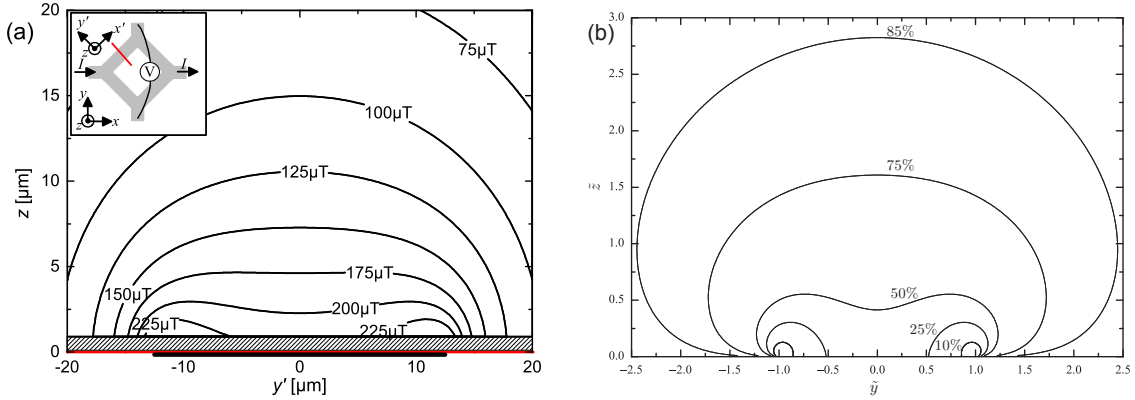 (a)
20
15
10
5
0
z [µm]
-20
-10
0
10
20
y′ [µm]
y′
x′
z
I
V
I
y
z
x
75µT
100µT
125µT
150µT
175µT
200µT
225µT
225µT
(b)
3.0
2.5
2.0
1.5
1.0
0.5
0.0
z̃
−2.5
−2.0
−1.5
−1.0
−0.5
0.0
0.5
1.0
1.5
2.0
2.5
ỹ
85%
75%
50%
25%
10%